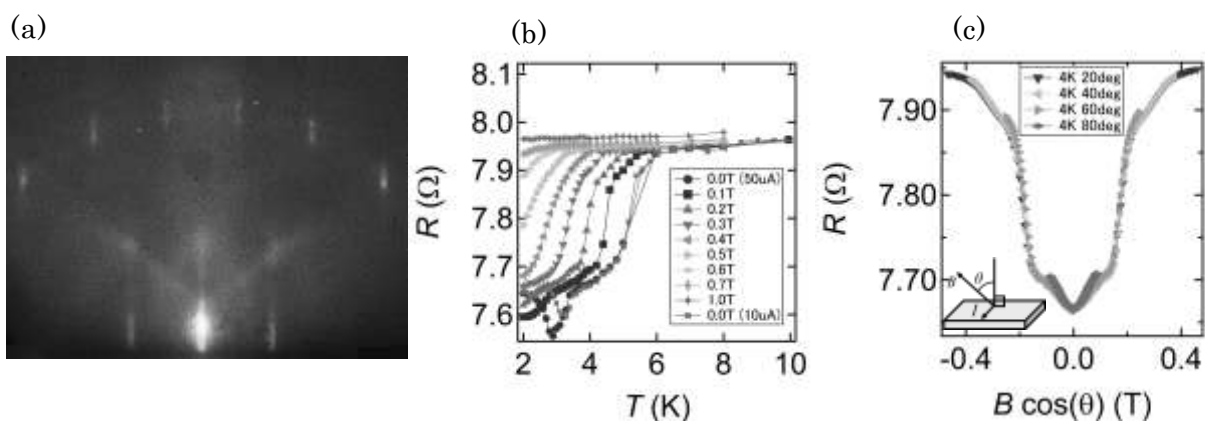 (a)
(b)
(c)
R (Ω)
8.1
8.0
7.9
7.8
7.7
7.6
2
4
6
8
10
T (K)
0.0T (50uA)
0.1T
0.2T
0.3T
0.4T
0.5T
0.6T
0.7T
1.0T
0.0T (10uA)
R (Ω)
7.90
7.80
7.70
-0.4
0.0
0.4
B cos(θ) (T)
4K 20deg
4K 40deg
4K 60deg
4K 80deg
θ
I